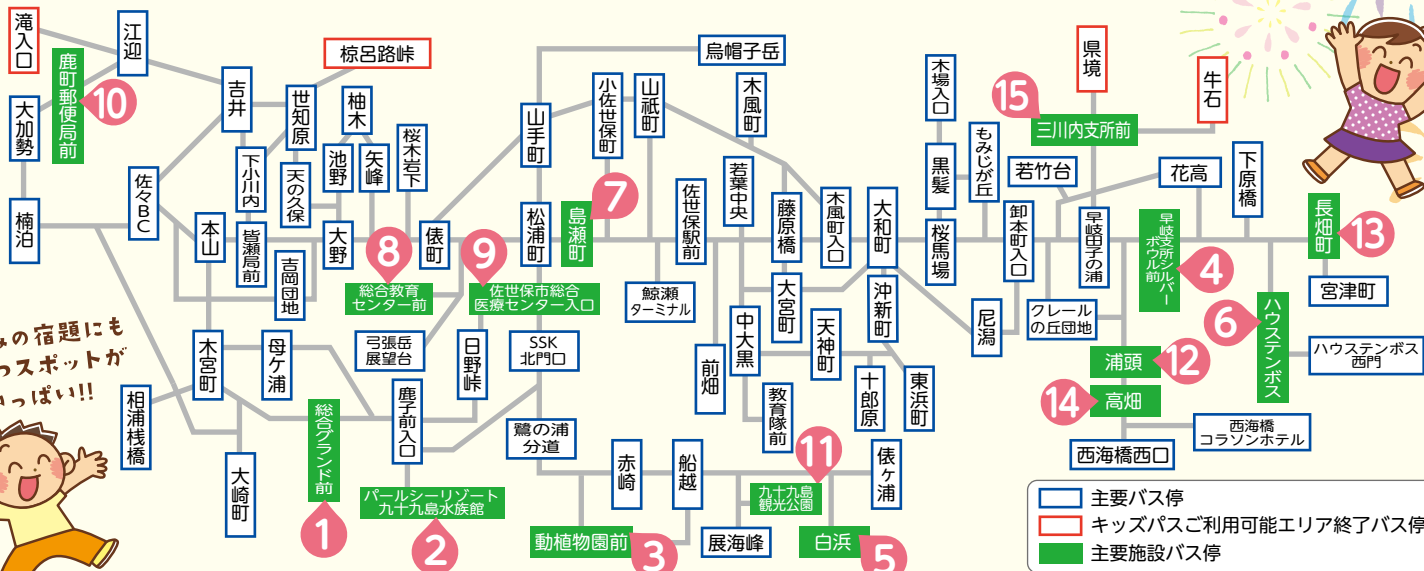 滝入口
江迎
鹿町郵便局前
10
大加勢
楠泊
吉井
世知原
椋呂路峠
佐々BC
下小川内
天の久保
柚木
池野
矢峰
桜木岩下
本山
皆瀬局前
吉岡団地
大野
8
総合教育
センター前
俵町
9
佐世保市総合
医療センター入口
弓張岳
展望台
日野峠
木宮町
母ケ浦
相浦桟橋
大崎町
総合グランド前
1
鹿子前入口
パールシーリゾート
九十九島水族館
2
烏帽子岳
山手町
松浦町
小佐世保町
山祇町
木風町
島瀬町
7
佐世保駅前
鯨瀬
ターミナル
SSK
北門口
鷺の浦
分道
赤崎
船越
動植物園前
3
展海峰
九十九島
観光公園
11
白浜
5
俵ヶ浦
若葉中央
藤原橋
木風町入口
大和町
大宮町
沖新町
前畑
中大黒
天神町
教育隊前
十郎原
東浜町
木場入口
黒髪
桜馬場
もみじが丘
尼潟
卸本町入口
15
三川内支所前
県境
牛石
若竹台
花高
下原橋
早岐田子の浦
早岐支所シルバー
ボウル前
4
クレール
の丘団地
浦頭
12
高畑
14
西海橋
コラソンホテル
西海橋西口
長畑町
13
宮津町
ハウステンボス
6
ハウステンボス
西門
みの宿題にも
つスポットが
いっぱい!!
主要バス停
キッズパスご利用可能エリア終了バス停
主要施設バス停